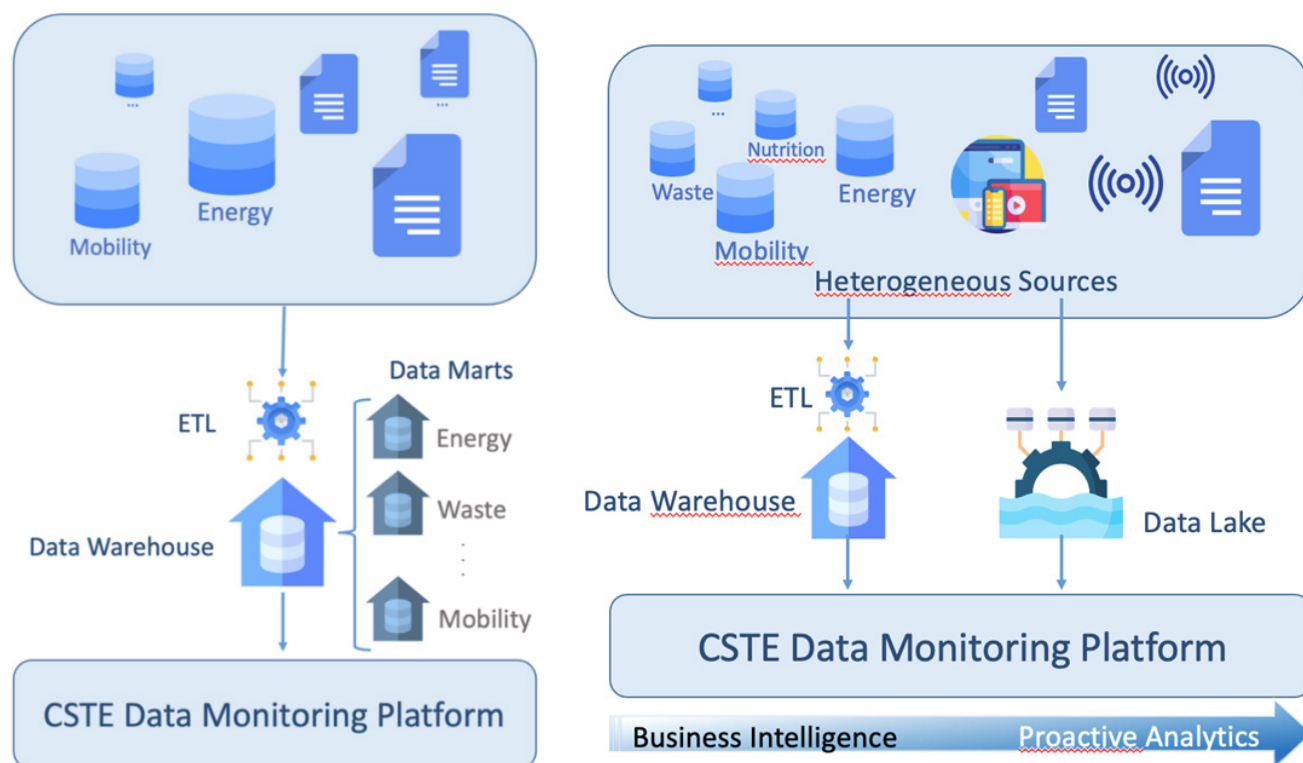 ...
...
Energy
Mobility
Data Marts
ETL
Energy
Waste
Data Warehouse
Mobility
CSTE Data Monitoring Platform
...
Nutrition
Waste
Energy
Mobility
Heterogeneous Sources
ETL
Data Warehouse
Data Lake
CSTE Data Monitoring Platform
Business Intelligence
Proactive Analytics